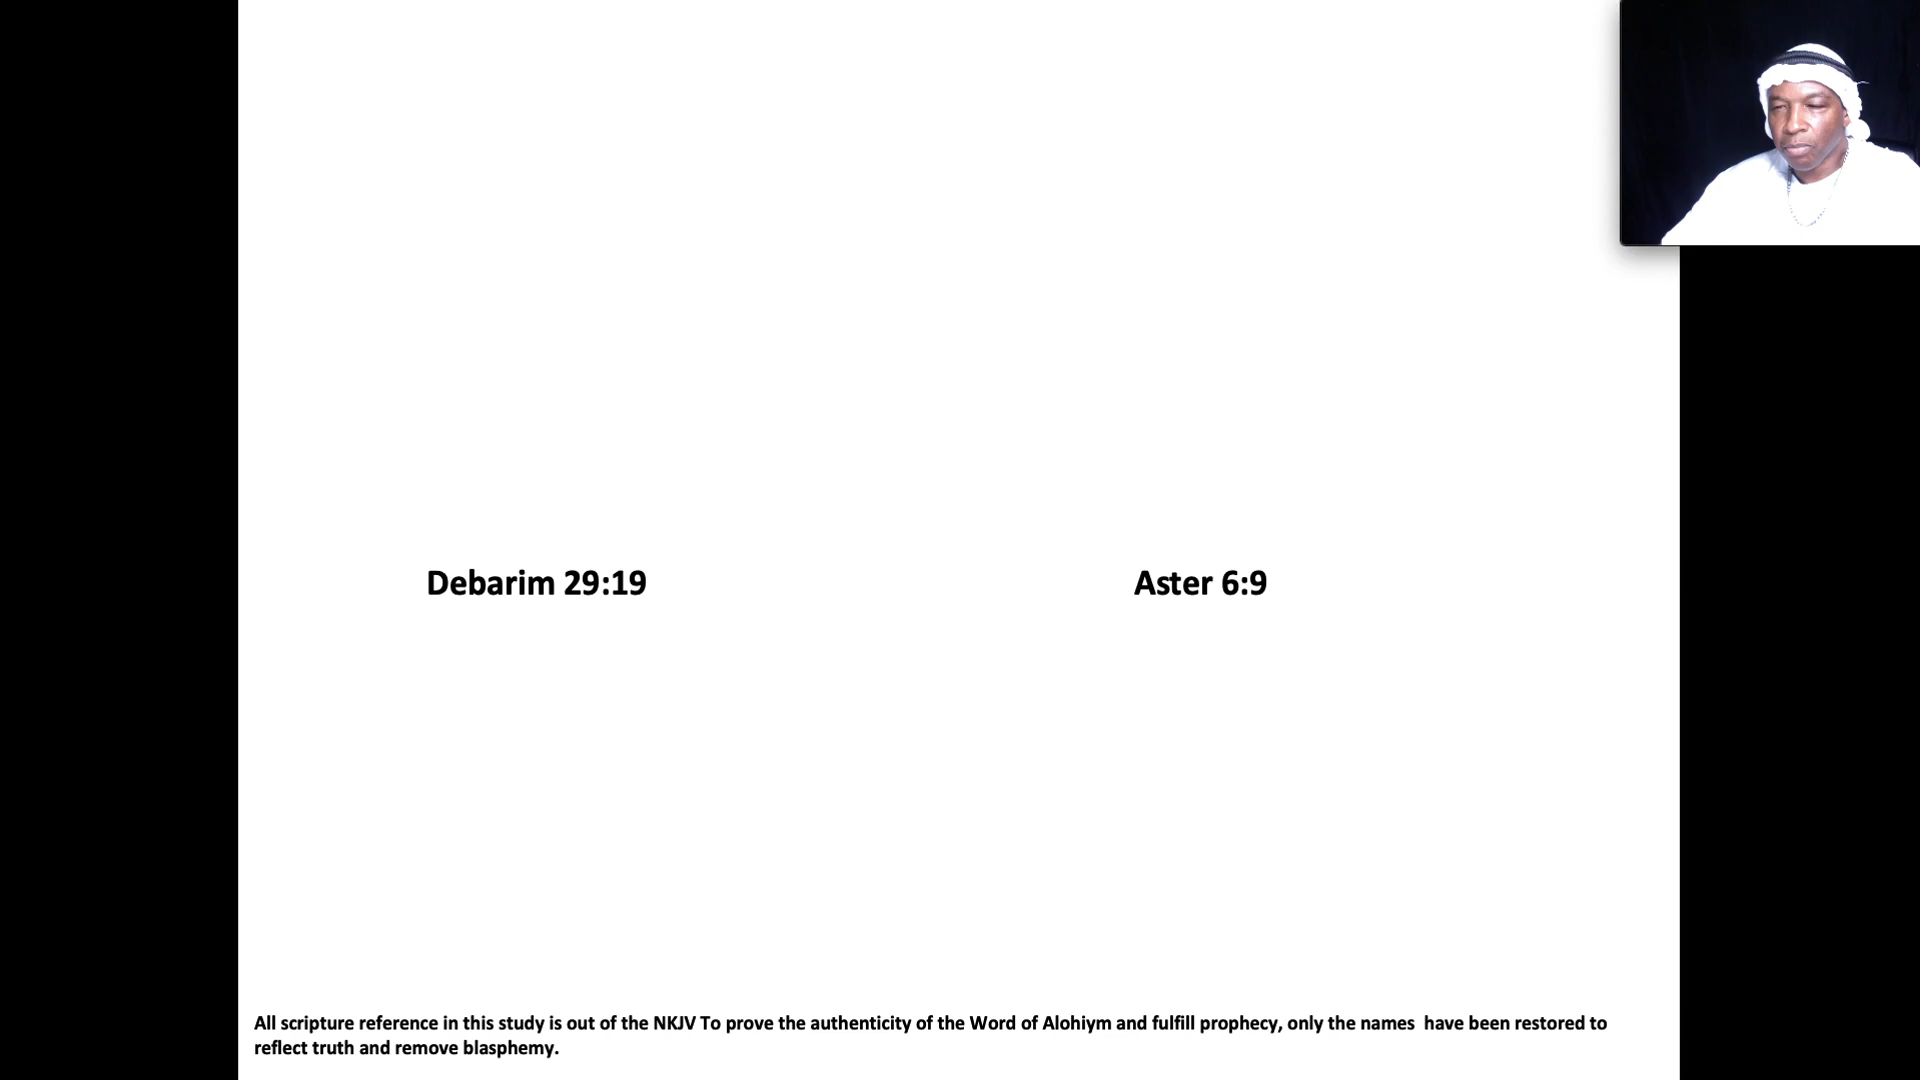 Debarim 29:19
Aster 6:9
All scripture reference in this study is out of the NKJV To prove the authenticity of the Word of Alohiym and fulfill prophecy, only the names  have been restored to
reflect truth and remove blasphemy.